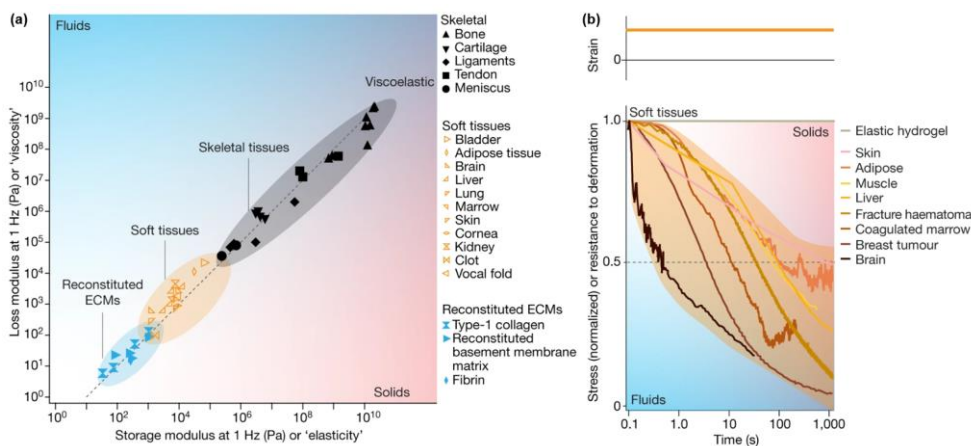 (a)
Fluids
Loss modulus at 1 Hz (Pa) or ‘viscosity’
10¹⁰
10⁹
10⁸
10⁷
10⁶
10⁵
10⁴
10³
10²
10¹
10⁰
Viscoelastic
Skeletal tissues
Soft tissues
Reconstituted
ECMs
Solids
10⁰
10²
10⁴
10⁶
10⁸
10¹⁰
Storage modulus at 1 Hz (Pa) or ‘elasticity’
Skeletal
Bone
Cartilage
Ligaments
Tendon
Meniscus
Soft tissues
Bladder
Adipose tissue
Brain
Liver
Lung
Marrow
Skin
Cornea
Kidney
Clot
Vocal fold
Reconstituted ECMs
Type-1 collagen
Reconstituted
basement membrane
matrix
Fibrin
(b)
Strain
0
Stress (normalized) or resistance to deformation
Soft tissues
1.0
0.5
0
Solids
Fluids
0.1
1.0
10
100
1,000
Time (s)
Elastic hydrogel
Skin
Adipose
Muscle
Liver
Fracture haematoma
Coagulated marrow
Breast tumour
Brain